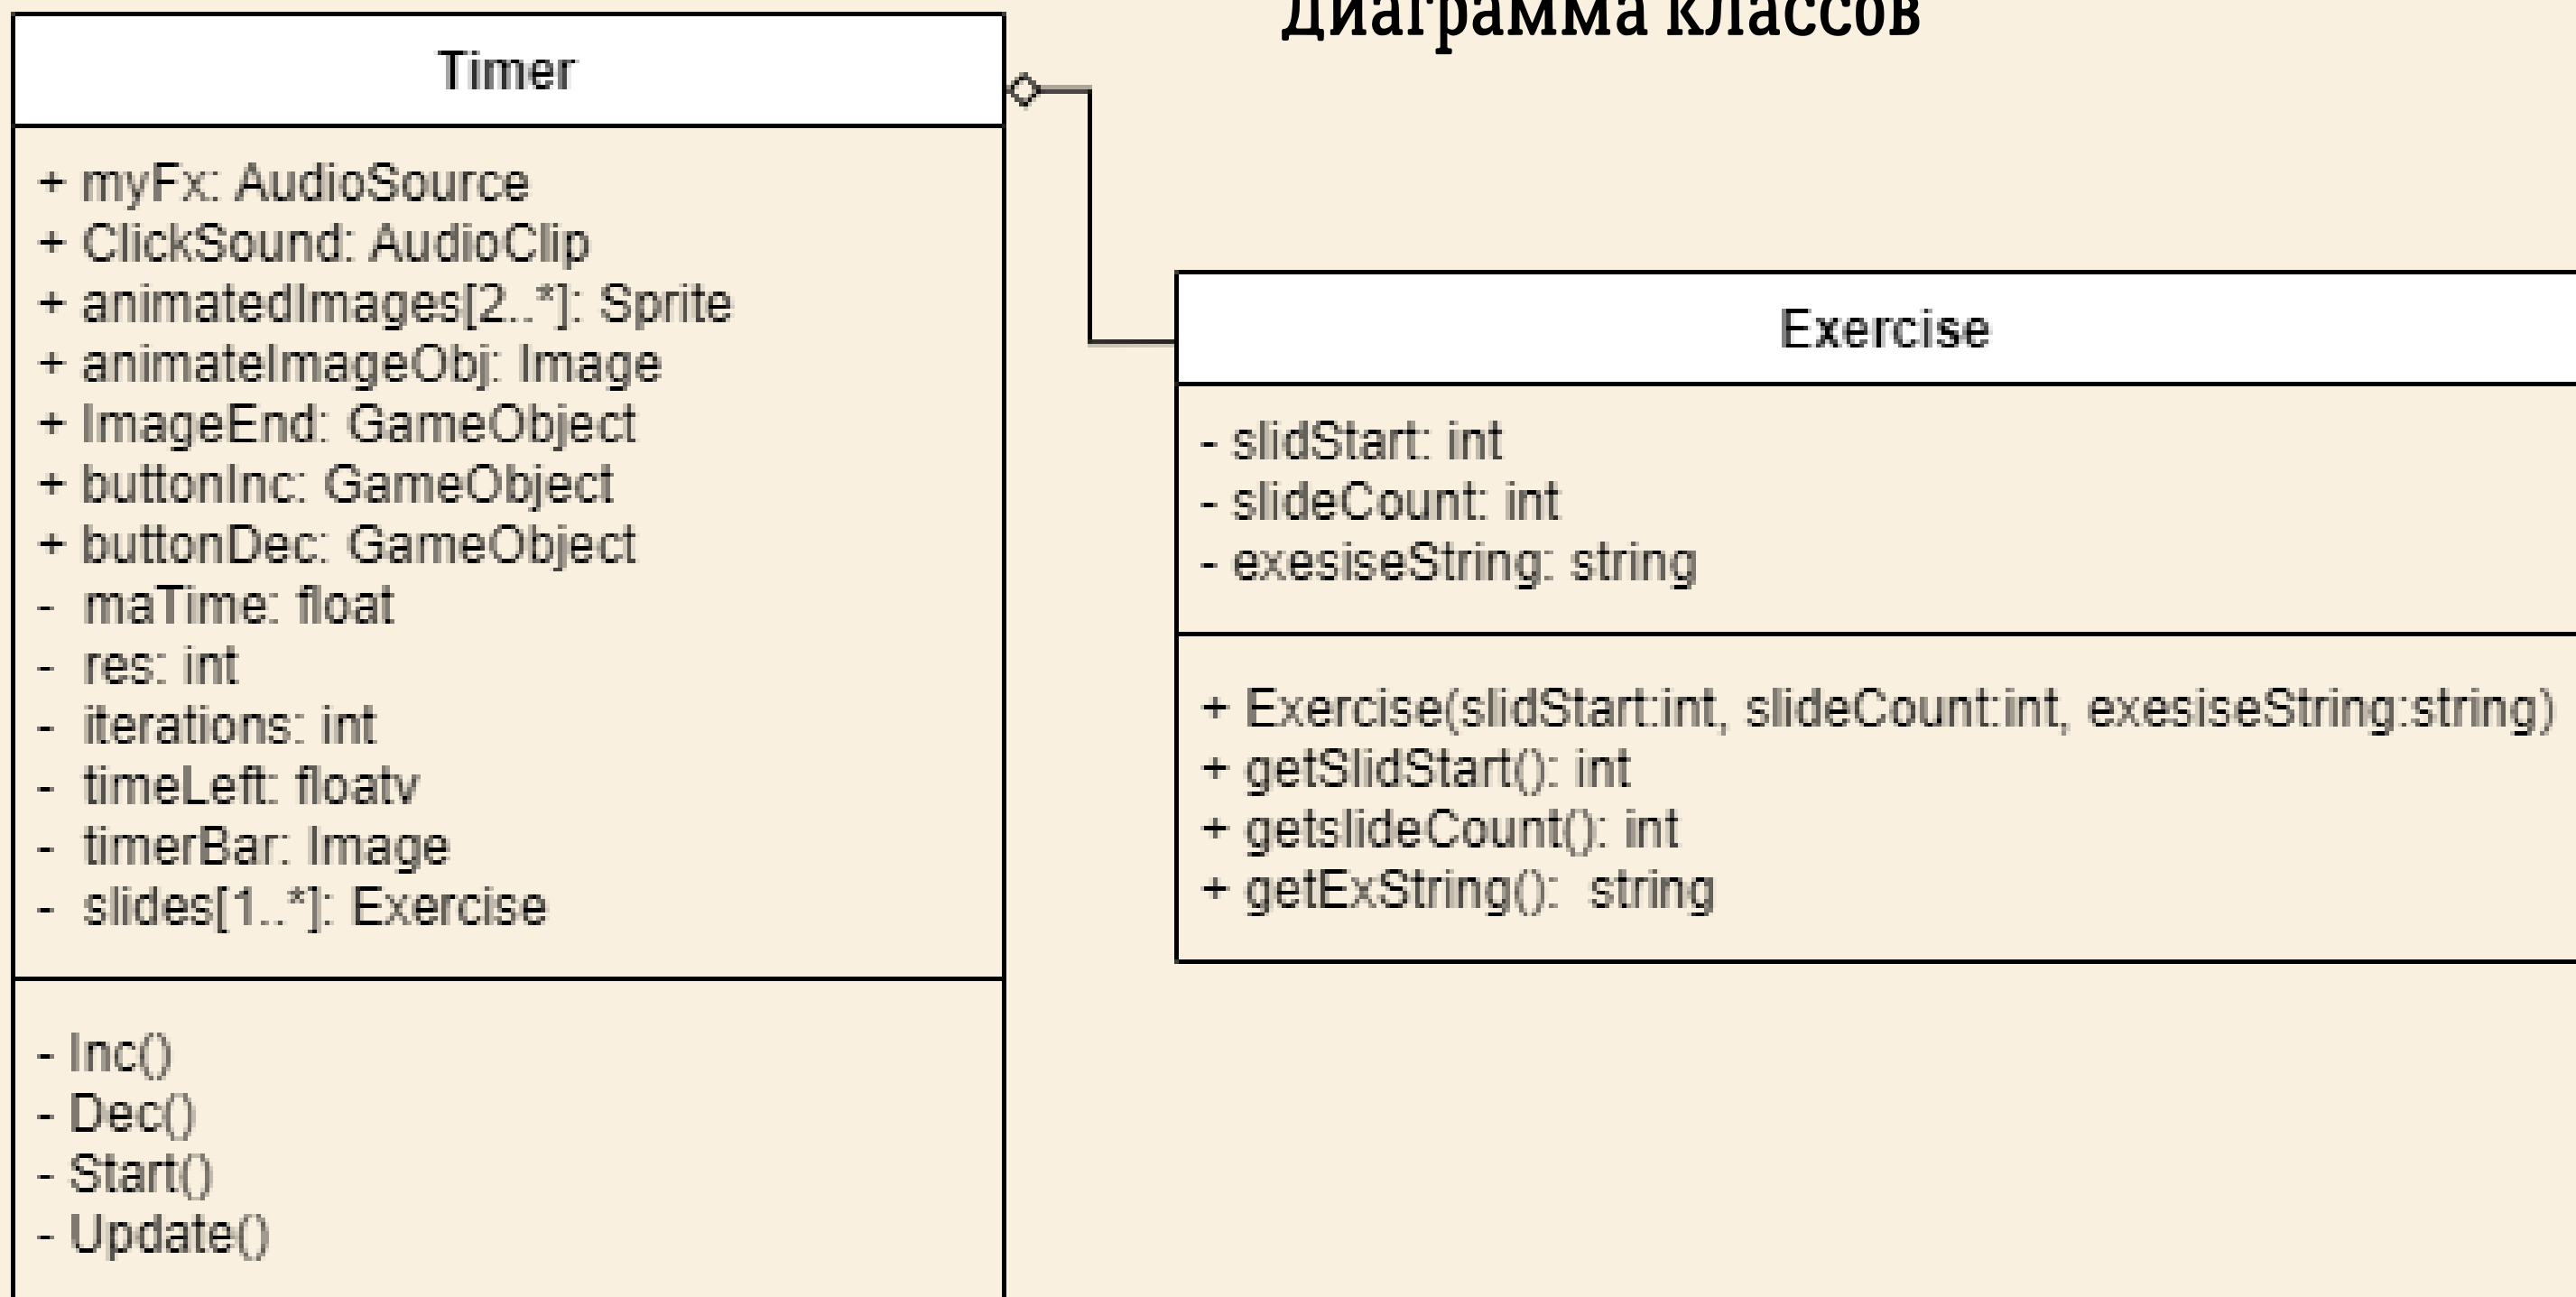 диаграмма классов
Timer
+ myFx: AudioSource
+ ClickSound: AudioClip
+ animatedImages[2..*]: Sprite
+ animateImageObj: Image
+ ImageEnd: GameObject
+ buttonInc: GameObject
+ buttonDec: GameObject
- maTime: float
- res: int
- iterations: int
- timeLeft: floatv
- timerBar: Image
- slides[1..*]: Exercise
- Inc()
- Dec()
- Start()
- Update()
Exercise
- slidStart: int
- slideCount: int
- exesiseString: string
+ Exercise(slidStart:int, slideCount:int, exesiseString:string)
+ getSlidStart(): int
+ getslideCount(): int
+ getExString(): string